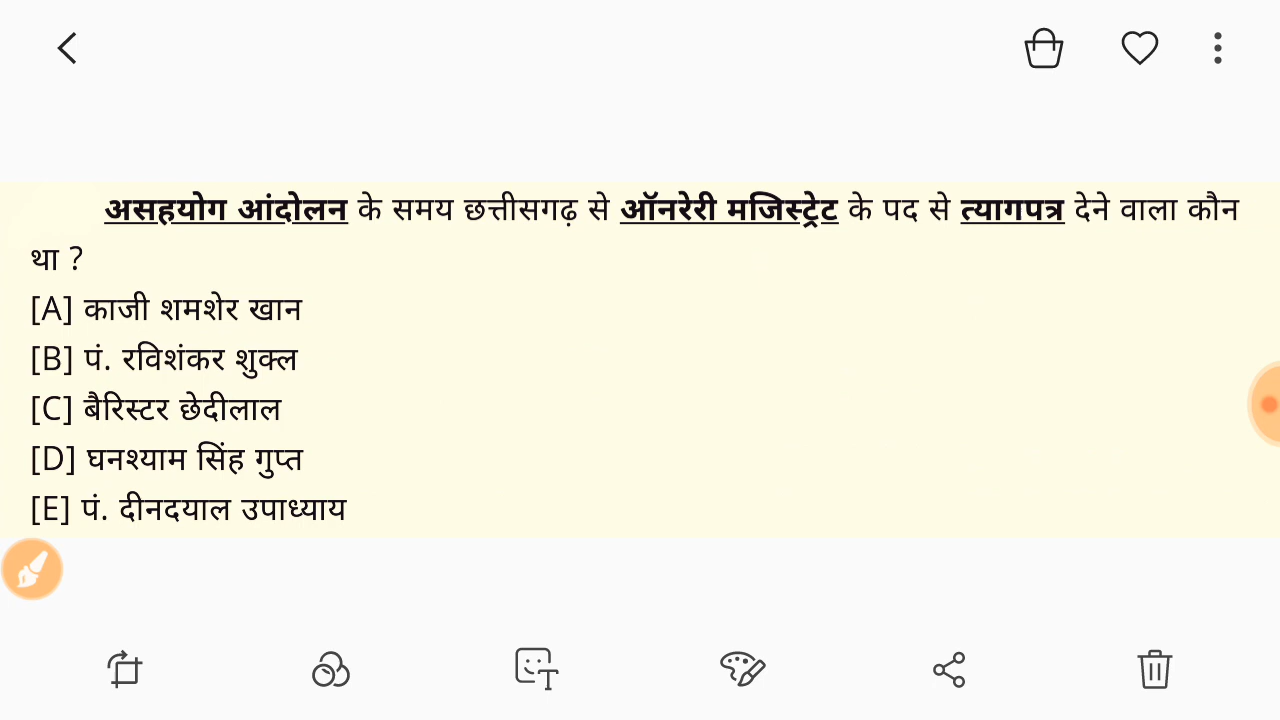 असहयोग आंदोलन के समय छत्तीसगढ़ से ऑनरेरी मजिस्ट्रेट के पद से त्यागपत्र देने वाला कौन
था ?
[A] काजी शमशेर खान
[B] पं. रविशंकर शुक्ल
[C] बैरिस्टर छेदीलाल
[D] घनश्याम सिंह गुप्त
[E] पं. दीनदयाल उपाध्याय